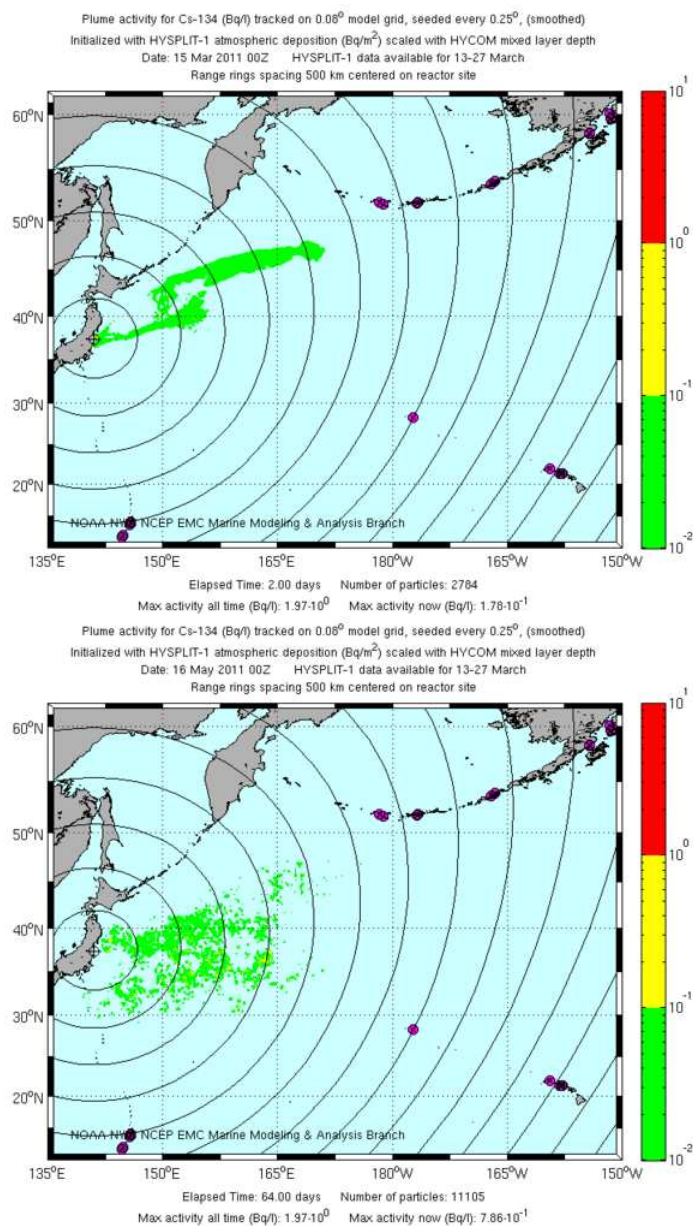 Plume activity for Cs-134 (Bq/l) tracked on 0.08° model grid, seeded every 0.25°, (smoothed)
Initialized with HYSPLIT-1 atmospheric deposition (Bq/m²) scaled with HYCOM mixed layer depth
Date: 15 Mar 2011 00Z HYSPLIT-1 data available for 13-27 March
Range rings spacing 500 km centered on reactor site
10¹
60°N
50°N
10⁰
40°N
10⁻¹
30°N
20°N
NOAA NCEP EMC Marine Modeling & Analysis Branch
10⁻²
135°E 150°E 165°E 180°W 165°W 150°W
Elapsed Time: 2.00 days Number of particles: 2784
Max activity all time (Bq/l): 1.97·10⁰ Max activity now (Bq/l): 1.78·10⁻¹
Plume activity for Cs-134 (Bq/l) tracked on 0.08° model grid, seeded every 0.25°, (smoothed)
Initialized with HYSPLIT-1 atmospheric deposition (Bq/m²) scaled with HYCOM mixed layer depth
Date: 16 May 2011 00Z HYSPLIT-1 data available for 13-27 March
Range rings spacing 500 km centered on reactor site
10¹
60°N
50°N
10⁰
40°N
10⁻¹
30°N
20°N
NOAA NCEP EMC Marine Modeling & Analysis Branch
10⁻²
135°E 150°E 165°E 180°W 165°W 150°W
Elapsed Time: 64.00 days Number of particles: 11105
Max activity all time (Bq/l): 1.97·10⁰ Max activity now (Bq/l): 7.86·10⁻¹